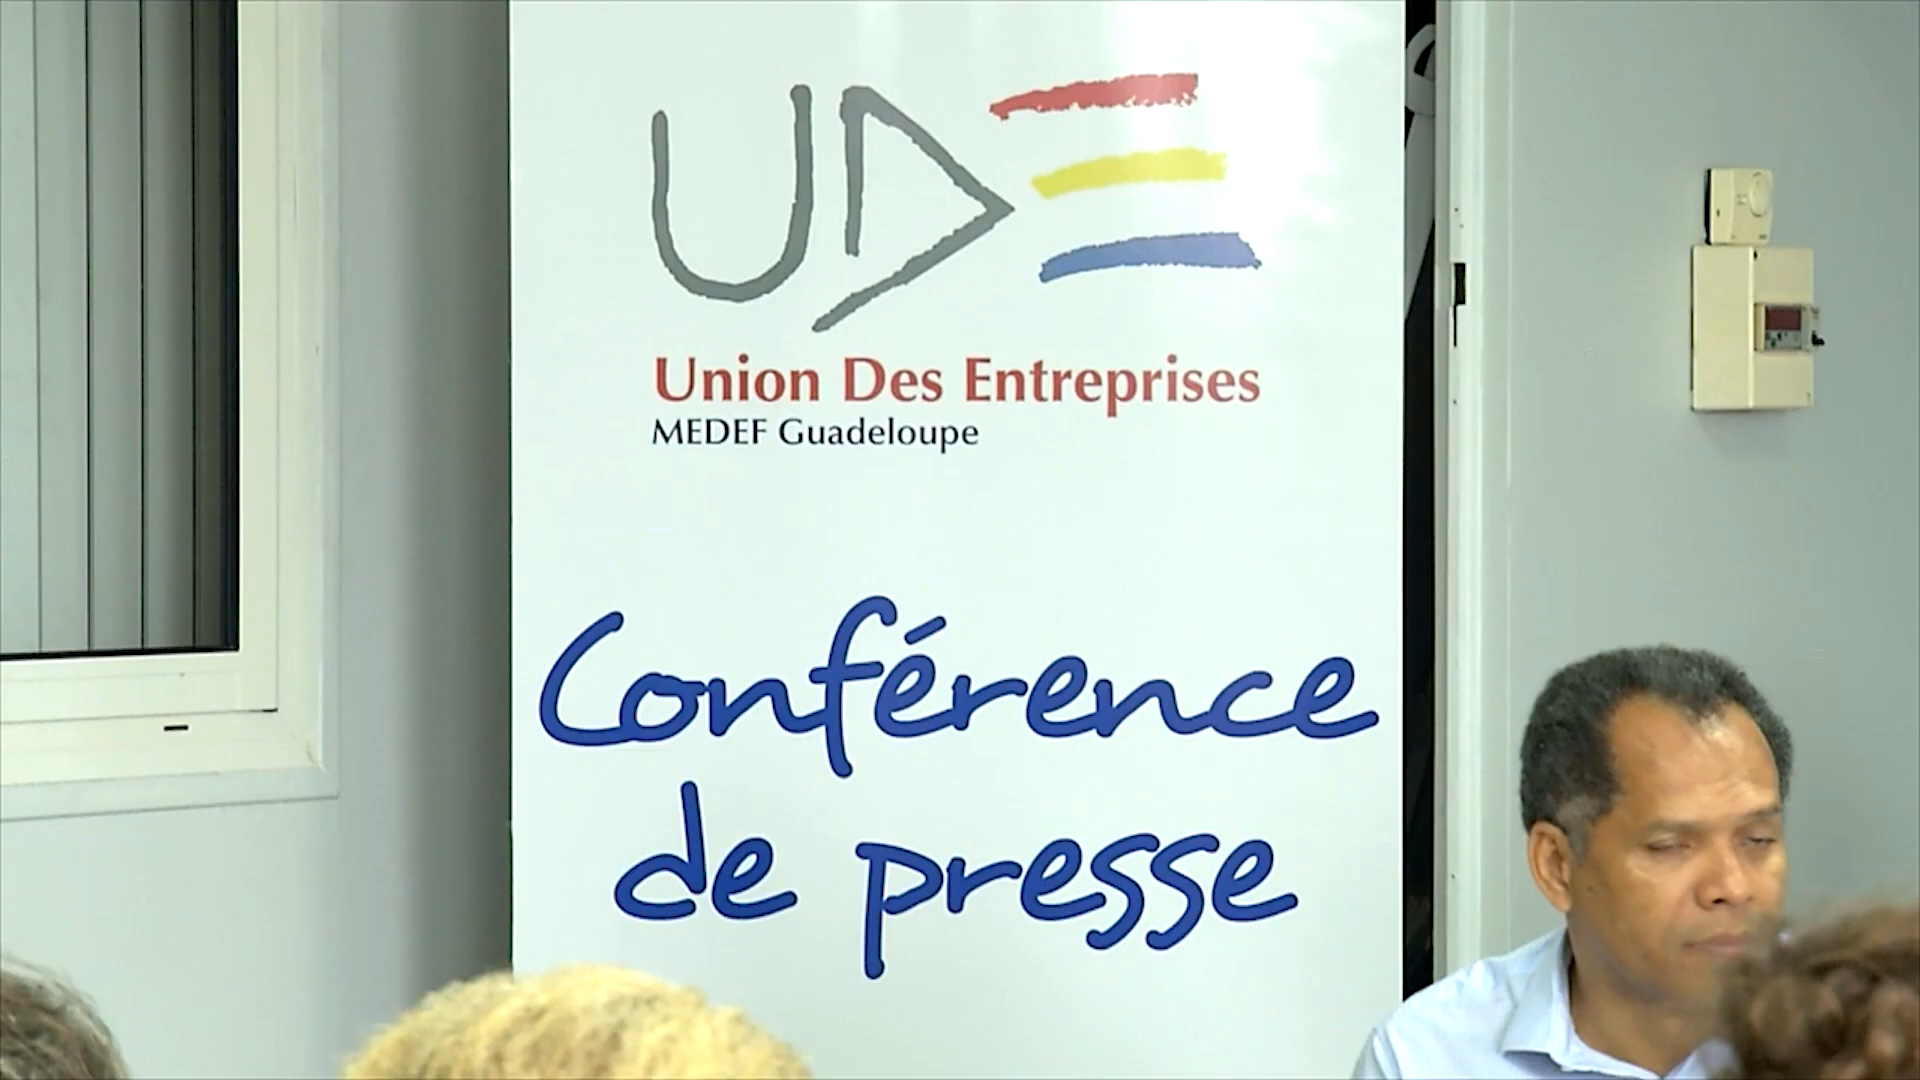 UDE
Union Des Entreprises
MEDEF Guadeloupe
Conférence
de presse